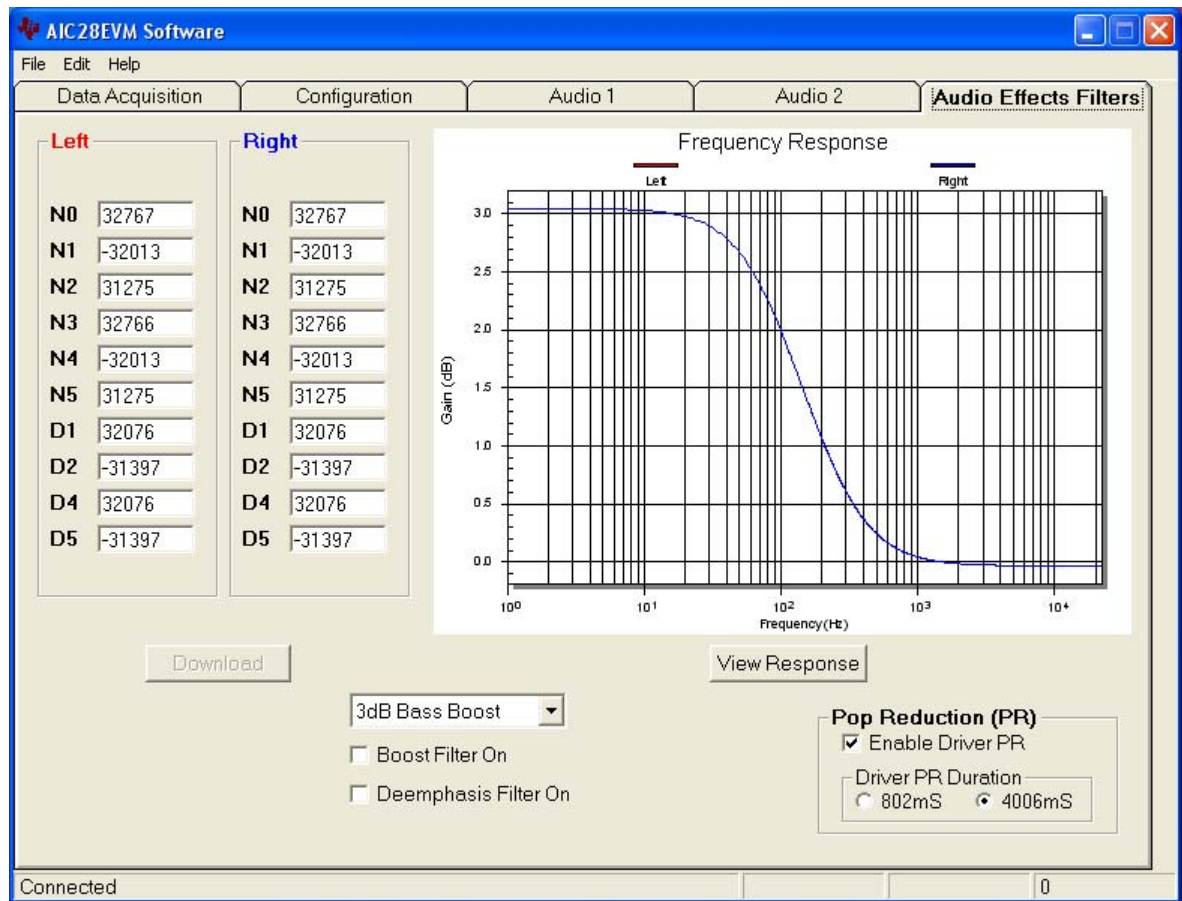 AIC28EVM Software
File Edit Help
Data Acquisition Configuration Audio 1 Audio 2 Audio Effects Filters
Left
N0 32767
N1 -32013
N2 31275
N3 32766
N4 -32013
N5 31275
D1 32076
D2 -31397
D4 32076
D5 -31397
Right
N0 32767
N1 -32013
N2 31275
N3 32766
N4 -32013
N5 31275
D1 32076
D2 -31397
D4 32076
D5 -31397
Frequency Response
Left Right
Gain (dB)
3.0
2.5
2.0
1.5
1.0
0.5
0.0
10⁰ 10¹ 10² 10³ 10⁴
Frequency(Hz)
Download
View Response
3dB Bass Boost
Boost Filter On
Deemphasis Filter On
Pop Reduction (PR)
Enable Driver PR
Driver PR Duration
802mS 4006mS
Connected 0